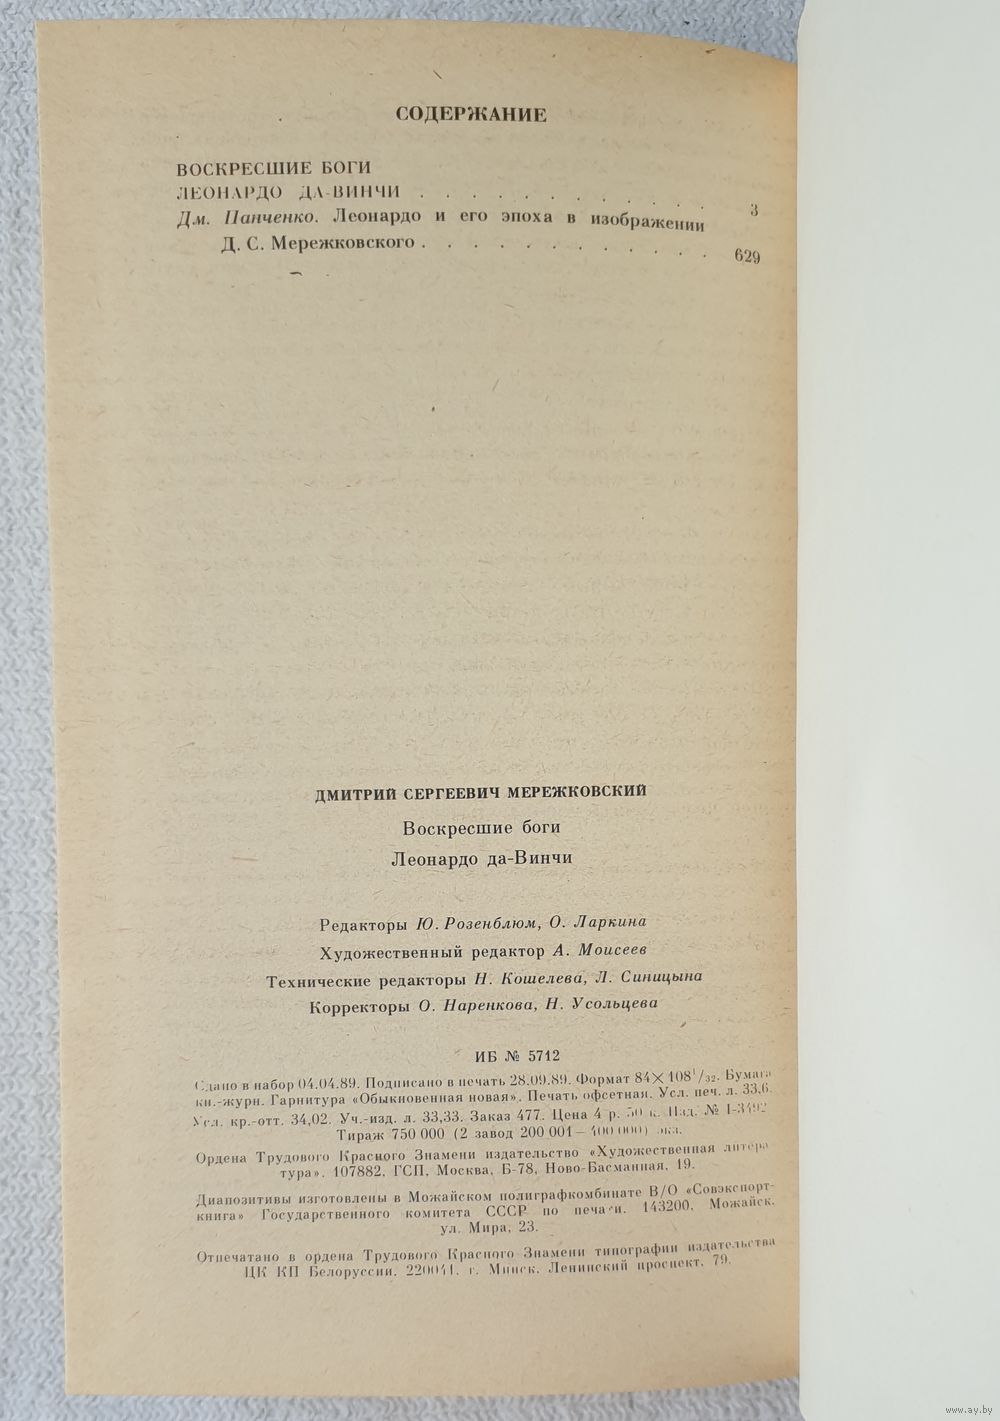 СОДЕРЖАНИЕ
ВОСКРЕСШИЕ БОГИ
ЛЕОНАРДО ДА-ВИНЧИ . . . . . . . . . . . 3
Дм. Панченко. Леонардо и его эпоха в изображении
Д. С. Мережковского . . . . . . . . . . . 629
ДМИТРИЙ СЕРГЕЕВИЧ МЕРЕЖКОВСКИЙ
Воскресшие боги
Леонардо да-Винчи
Редакторы Ю. Розенблюм, О. Ларкина
Художественный редактор А. Моисеев
Технические редакторы Н. Кошелева, Л. Синицына
Корректоры О. Наренкова, Н. Усольцева
ИБ № 5712
Сдано в набор 04.04.89. Подписано в печать 28.09.89. Формат 84×108¹/₃₂. Бумага
кн.-журн. Гарнитура «Обыкновенная новая». Печать офсетная. Усл. печ. л. 33,6.
Усл. кр.-отт. 34,02. Уч.-изд. л. 33,33. Заказ 477. Цена 4 р. 50 к. Изд. №
Тираж 750 000 (2 завод 200 001—400 000) экз.
Ордена Трудового Красного Знамени издательство «Художественная литера
тура». 107882, ГСП, Москва, Б-78, Ново-Басманная, 19.
Диапозитивы изготовлены в Можайском полиграфкомбинате В/О «Совэкспорт-
книга» Государственного комитета СССР по печати. 143200. Можайск.
ул. Мира, 23.
Отпечатано в ордена Трудового Красного Знамени типографии издательства
ЦК КП Белоруссии. 220041. г. Минск. Ленинский проспект. 79.
www.ay.by